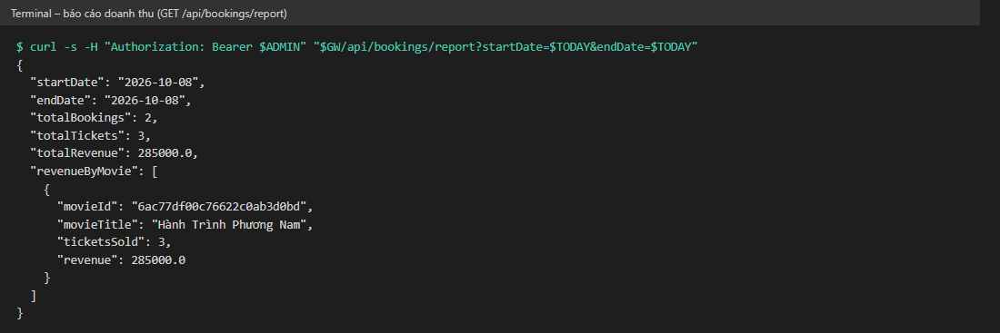 Terminal – báo cáo doanh thu (GET /api/bookings/report)
$ curl -s -H "Authorization: Bearer $ADMIN" "$GW/api/bookings/report?startDate=$TODAY&endDate=$TODAY"
{
  "startDate": "2026-10-08",
  "endDate": "2026-10-08",
  "totalBookings": 2,
  "totalTickets": 3,
  "totalRevenue": 285000.0,
  "revenueByMovie": [
    {
      "movieId": "6ac77df00c76622c0ab3d0bd",
      "movieTitle": "Hành Trình Phương Nam",
      "ticketsSold": 3,
      "revenue": 285000.0
    }
  ]
}